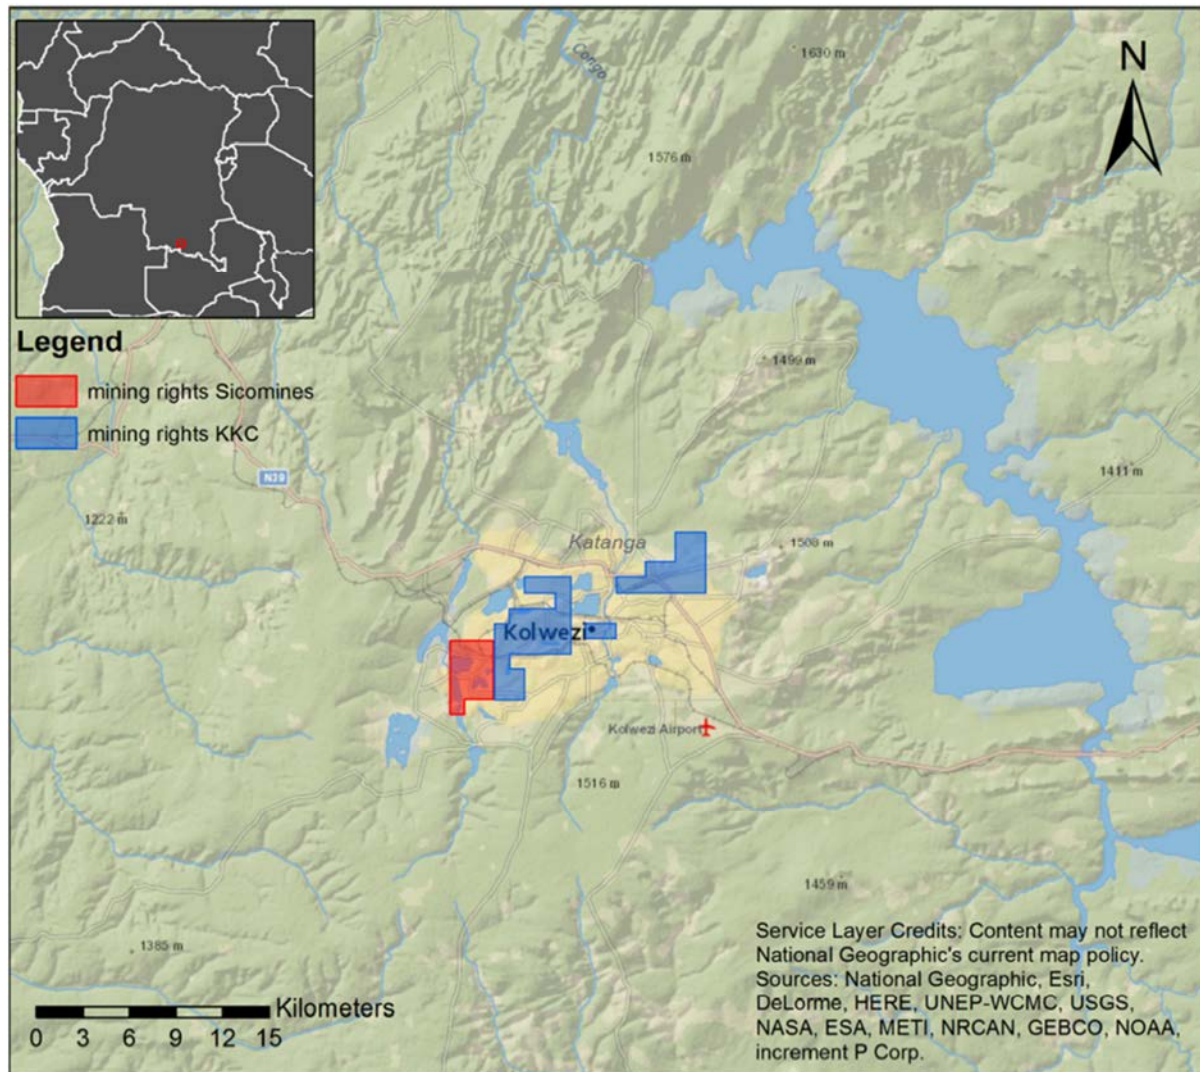 Congo
1630 m
N
1576 m
Legend
mining rights Sicomines
mining rights KKC
1499 m
1411 m
N39
1222 m
Katanga
1508 m
Kolwezi
Kolwezi Airport
1516 m
1459 m
1385 m
Service Layer Credits: Content may not reflect
National Geographic's current map policy.
Sources: National Geographic, Esri,
DeLorme, HERE, UNEP-WCMC, USGS,
NASA, ESA, METI, NRCAN, GEBCO, NOAA,
increment P Corp.
Kilometers
0 3 6 9 12 15